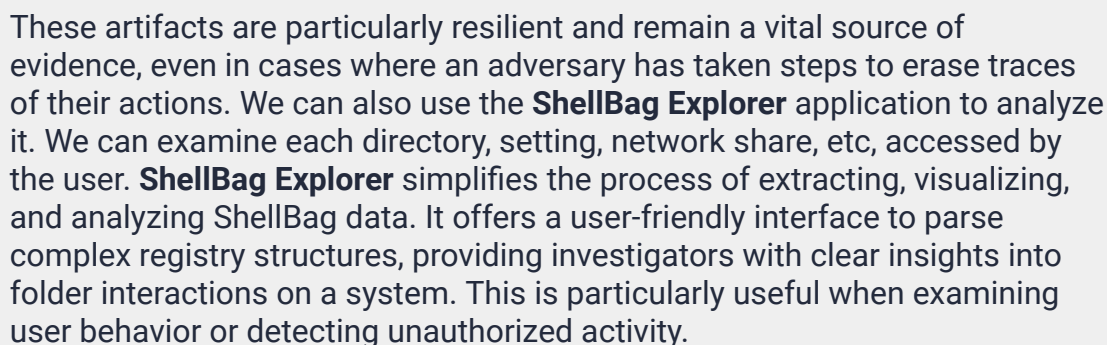 These artifacts are particularly resilient and remain a vital source of
evidence, even in cases where an adversary has taken steps to erase traces
of their actions. We can also use the ShellBag Explorer application to analyze
it. We can examine each directory, setting, network share, etc, accessed by
the user. ShellBag Explorer simplifies the process of extracting, visualizing,
and analyzing ShellBag data. It offers a user-friendly interface to parse
complex registry structures, providing investigators with clear insights into
folder interactions on a system. This is particularly useful when examining
user behavior or detecting unauthorized activity.